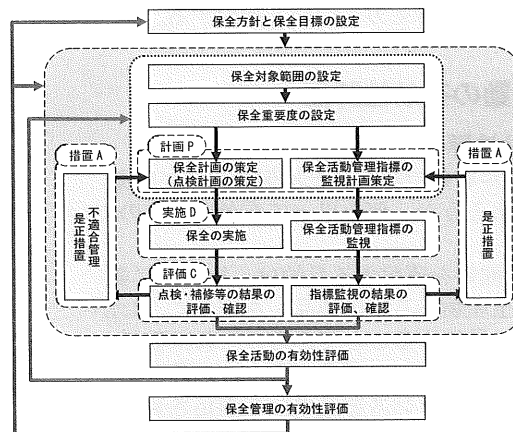 保全方針と保全目標の設定
保全対象範囲の設定
保全重要度の設定
計画 P
措置 A
措置 A
保全計画の策定
(点検計画の策定)
保全活動管理指標の
監視計画策定
不適合管理
是正措置
是正措置
実施 D
保全の実施
保全活動管理指標の
監視
評価 C
点検・補修等の結果の
評価、確認
指標監視の結果の
評価、確認
保全活動の有効性評価
保全管理の有効性評価